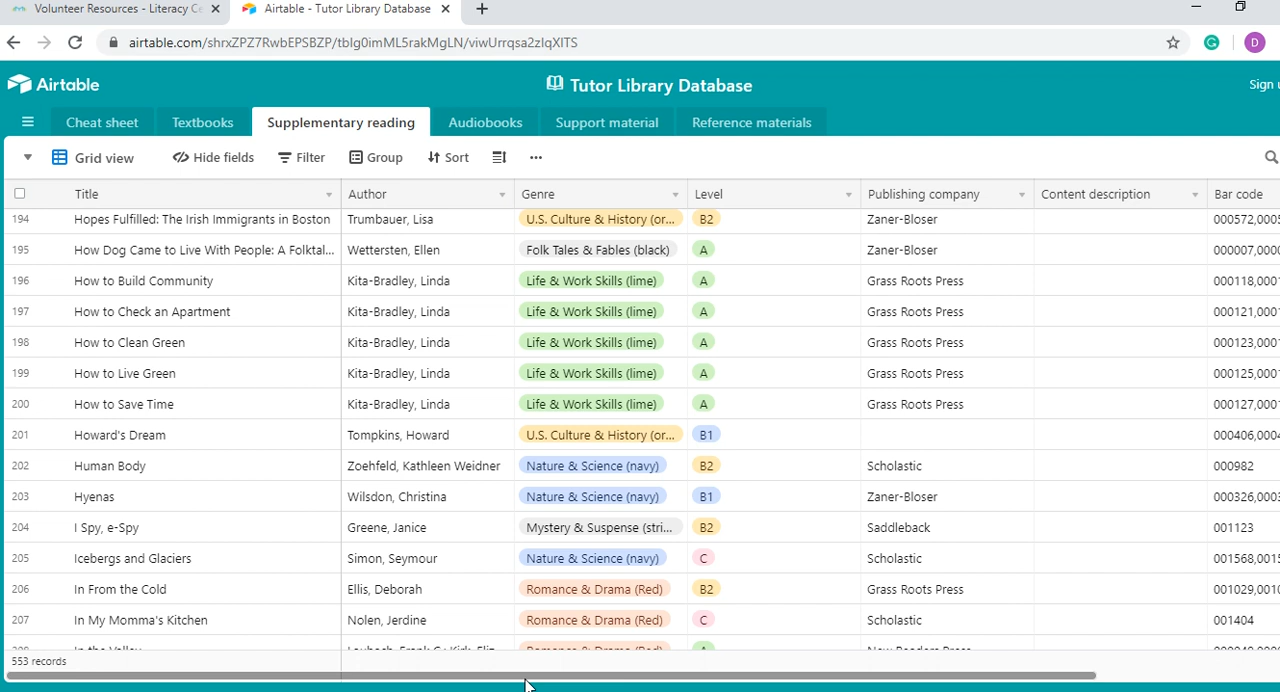 Volunteer Resources - Literacy Ce
Airtable - Tutor Library Database
airtable.com/shrxZPZ7RwbEPSBZP/tblg0imML5rakMgLN/viwUrrqsa2zIqXITS
D
Airtable
Tutor Library Database
Sign u
Cheat sheet Textbooks Supplementary reading Audiobooks Support material Reference materials
Grid view Hide fields Filter Group Sort
Title Author Genre Level Publishing company Content description Bar code
194 Hopes Fulfilled: The Irish Immigrants in Boston Trumbauer, Lisa U.S. Culture & History (or... B2 Zaner-Bloser 000572,0005
195 How Dog Came to Live With People: A Folktal... Wettersten, Ellen Folk Tales & Fables (black) A Zaner-Bloser 000007,0000
196 How to Build Community Kita-Bradley, Linda Life & Work Skills (lime) A Grass Roots Press 000118,0001
197 How to Check an Apartment Kita-Bradley, Linda Life & Work Skills (lime) A Grass Roots Press 000121,0001
198 How to Clean Green Kita-Bradley, Linda Life & Work Skills (lime) A Grass Roots Press 000123,0001
199 How to Live Green Kita-Bradley, Linda Life & Work Skills (lime) A Grass Roots Press 000125,0001
200 How to Save Time Kita-Bradley, Linda Life & Work Skills (lime) A Grass Roots Press 000127,0001
201 Howard's Dream Tompkins, Howard U.S. Culture & History (or... B1 000406,0004
202 Human Body Zoehfeld, Kathleen Weidner Nature & Science (navy) B2 Scholastic 000982
203 Hyenas Wilsdon, Christina Nature & Science (navy) B1 Zaner-Bloser 000326,0003
204 I Spy, e-Spy Greene, Janice Mystery & Suspense (stri... B2 Saddleback 001123
205 Icebergs and Glaciers Simon, Seymour Nature & Science (navy) C Scholastic 001568,0015
206 In From the Cold Ellis, Deborah Romance & Drama (Red) B2 Grass Roots Press 001029,0010
207 In My Momma's Kitchen Nolen, Jerdine Romance & Drama (Red) C Scholastic 001404
553 records